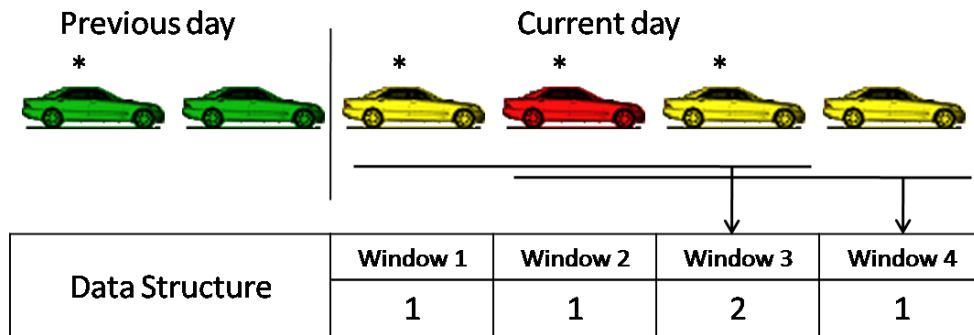 Previous day Current day
* * * *
Data Structure
Window 1 Window 2 Window 3 Window 4
1 1 2 1